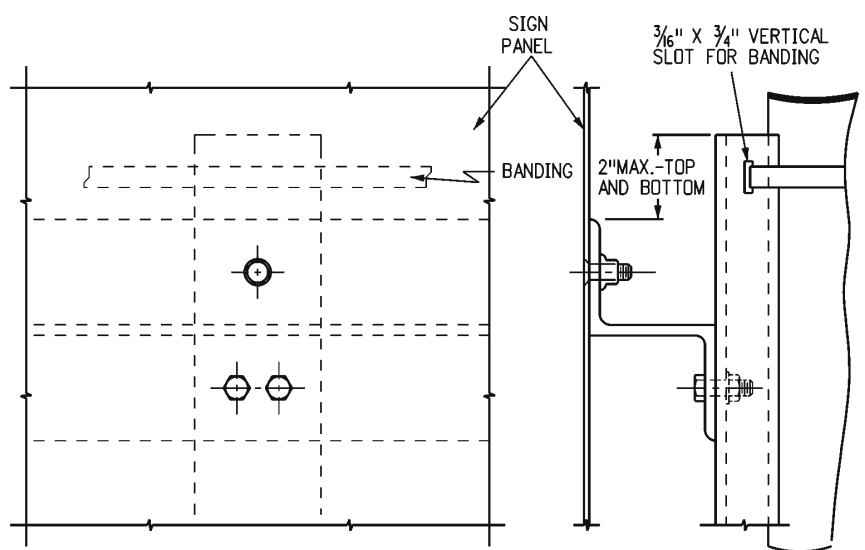 SIGN
PANEL
3/16" X 3/4" VERTICAL
SLOT FOR BANDING
BANDING
2"MAX.-TOP
AND BOTTOM